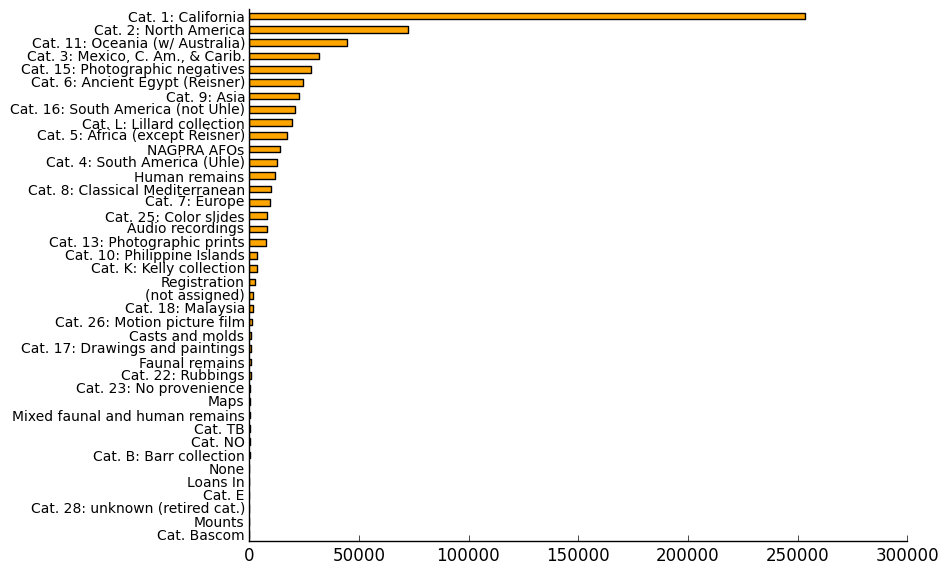 Cat. 1: California
Cat. 2: North America
Cat. 11: Oceania (w/ Australia)
Cat. 3: Mexico, C. Am., & Carib.
Cat. 15: Photographic negatives
Cat. 6: Ancient Egypt (Reisner)
Cat. 9: Asia
Cat. 16: South America (not Uhle)
Cat. L: Lillard collection
Cat. 5: Africa (except Reisner)
NAGPRA AFOs
Cat. 4: South America (Uhle)
Human remains
Cat. 8: Classical Mediterranean
Cat. 7: Europe
Cat. 25: Color slides
Audio recordings
Cat. 13: Photographic prints
Cat. 10: Philippine Islands
Cat. K: Kelly collection
Registration
(not assigned)
Cat. 18: Malaysia
Cat. 26: Motion picture film
Casts and molds
Cat. 17: Drawings and paintings
Faunal remains
Cat. 22: Rubbings
Cat. 23: No provenience
Maps
Mixed faunal and human remains
Cat. TB
Cat. NO
Cat. B: Barr collection
None
Loans In
Cat. E
Cat. 28: unknown (retired cat.)
Mounts
Cat. Bascom
0 50000 100000 150000 200000 250000 300000